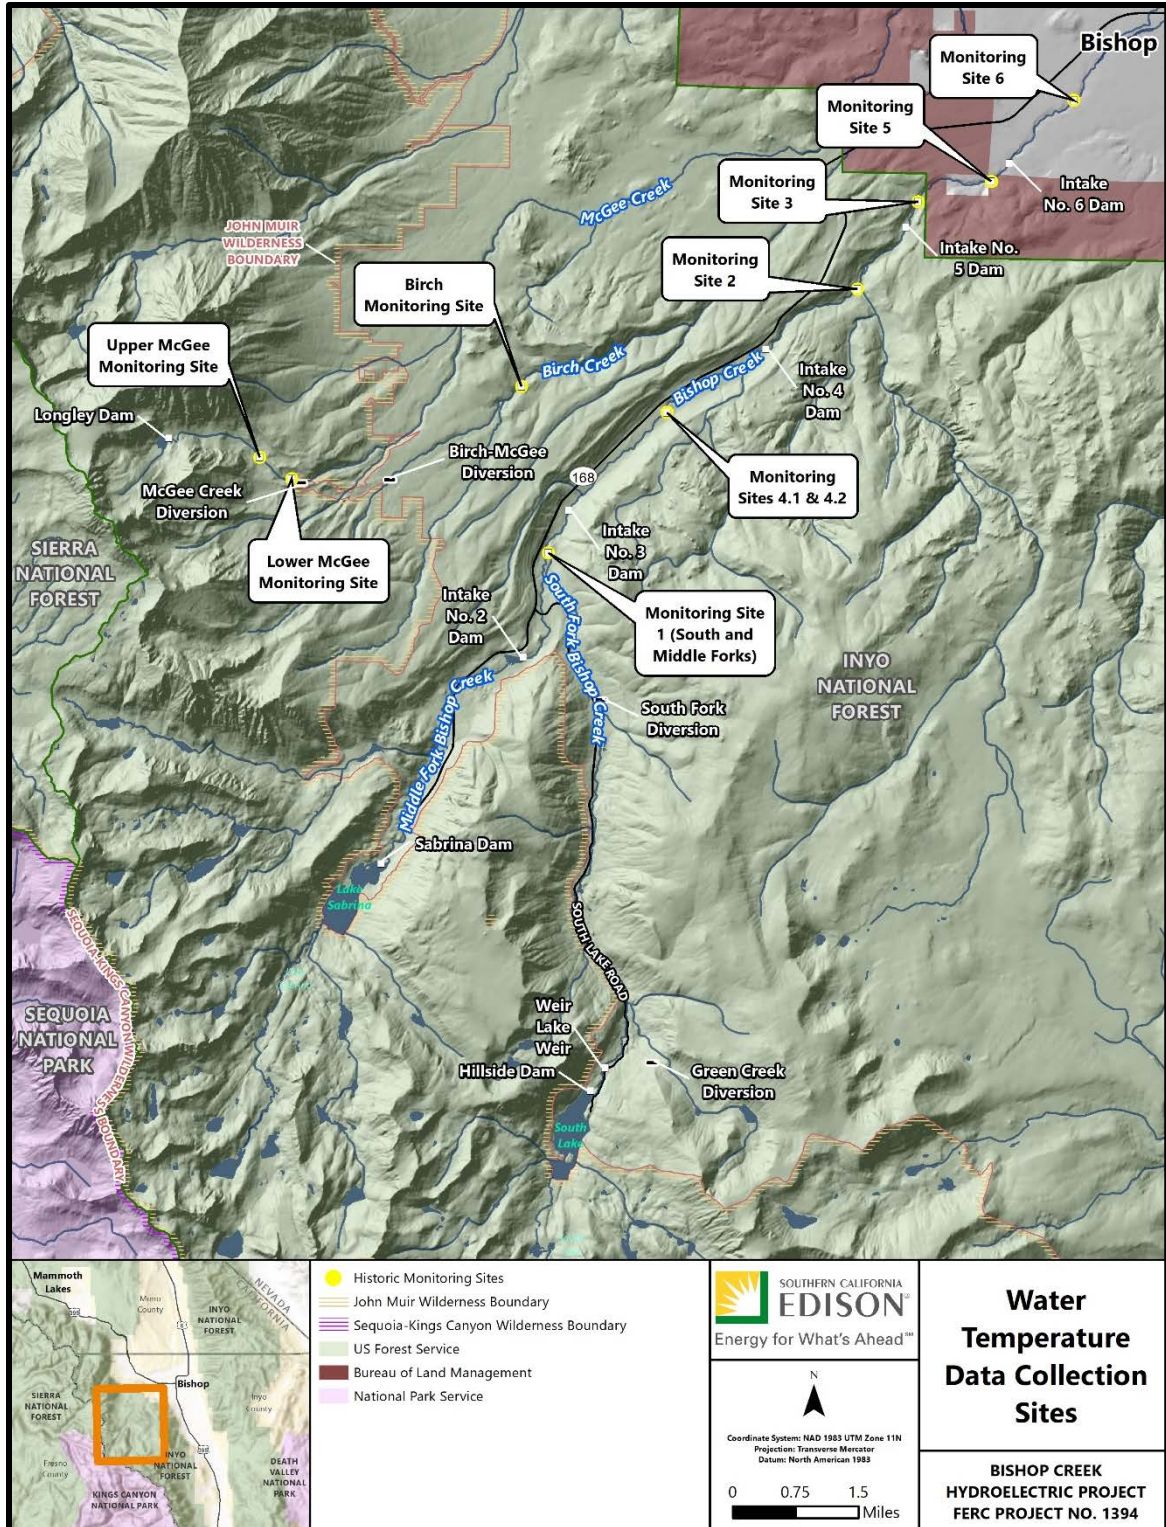 Bishop
Monitoring
Site 6
Monitoring
Site 5
Monitoring
Site 3
Intake
No. 6 Dam
McGee Creek
JOHN MUIR
WILDERNESS
BOUNDARY
Intake No.
5 Dam
Monitoring
Site 2
Birch
Monitoring Site
Upper McGee
Monitoring Site
Birch Creek
Bishop Creek
Intake
No. 4
Dam
Longley Dam
Birch-McGee
Diversion
McGee Creek
Diversion
168
Monitoring
Sites 4.1 & 4.2
SIERRA
NATIONAL
FOREST
Lower McGee
Monitoring Site
Intake
No. 3
Dam
Intake
No. 2
Dam
South Fork Bishop Creek
Monitoring Site
1 (South and
Middle Forks)
INYO
NATIONAL
FOREST
Middle Fork Bishop Creek
South Fork
Diversion
Sabrina Dam
Lake
Sabrina
SEQUOIA-KINGS CANYON WILDERNESS BOUNDARY
SOUTH LAKE ROAD
SEQUOIA
NATIONAL
PARK
Weir
Lake
Weir
Hillside Dam
Green Creek
Diversion
South
Lake
Mammoth
Lakes
Mono
County
INYO
NATIONAL
FOREST
NEVADA
CALIFORNIA
395
6
Bishop
SIERRA
NATIONAL
FOREST
Inyo
County
395
INYO
NATIONAL
FOREST
Fresno
County
DEATH
VALLEY
NATIONAL
PARK
KINGS CANYON
NATIONAL PARK
Historic Monitoring Sites
John Muir Wilderness Boundary
Sequoia-Kings Canyon Wilderness Boundary
US Forest Service
Bureau of Land Management
National Park Service
SOUTHERN CALIFORNIA
EDISON®
Energy for What's Ahead℠
N
Coordinate System: NAD 1983 UTM Zone 11N
Projection: Transverse Mercator
Datum: North American 1983
0 0.75 1.5
Miles
Water
Temperature
Data Collection
Sites
BISHOP CREEK
HYDROELECTRIC PROJECT
FERC PROJECT NO. 1394